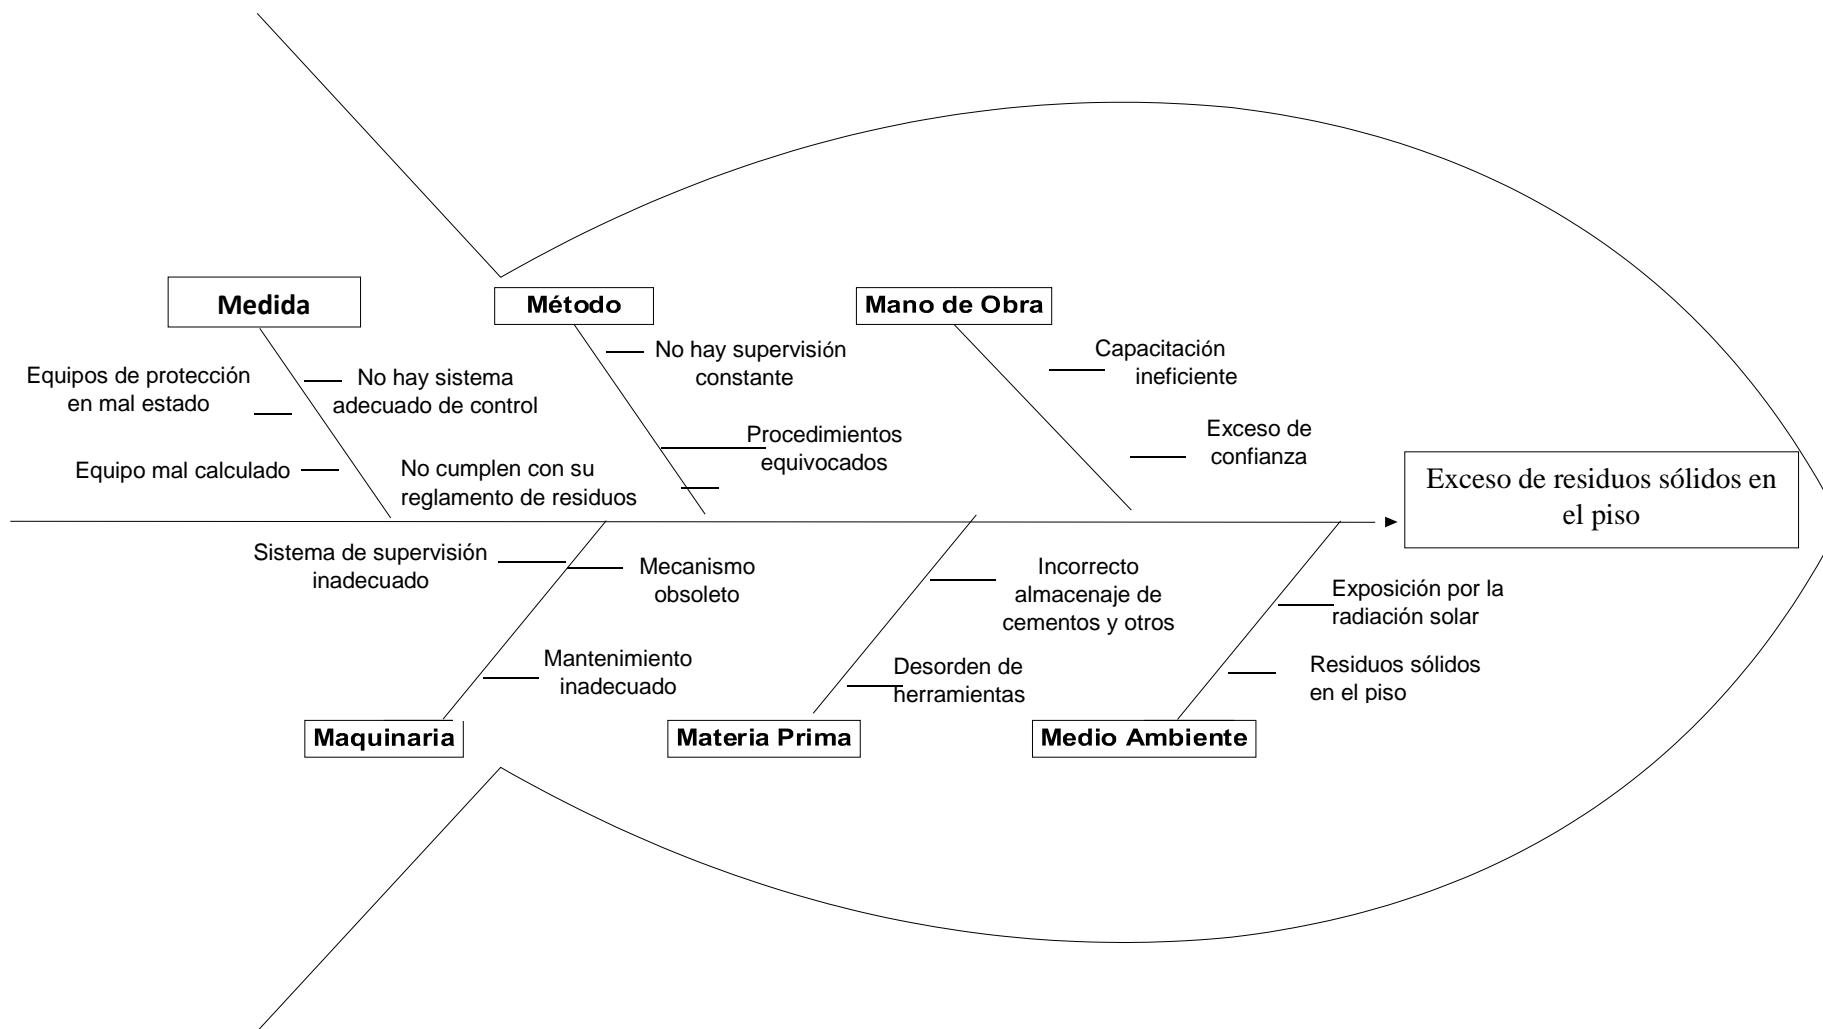 Medida
Método
Mano de Obra
Equipos de protección
en mal estado
No hay sistema
adecuado de control
Equipo mal calculado
No hay supervisión
constante
Procedimientos
equivocados
No cumplen con su
reglamento de residuos
Capacitación
ineficiente
Exceso de
confianza
Exceso de residuos sólidos en
el piso
Sistema de supervisión
inadecuado
Mecanismo
obsoleto
Mantenimiento
inadecuado
Incorrecto
almacenaje de
cementos y otros
Desorden de
herramientas
Exposición por la
radiación solar
Residuos sólidos
en el piso
Maquinaria
Materia Prima
Medio Ambiente